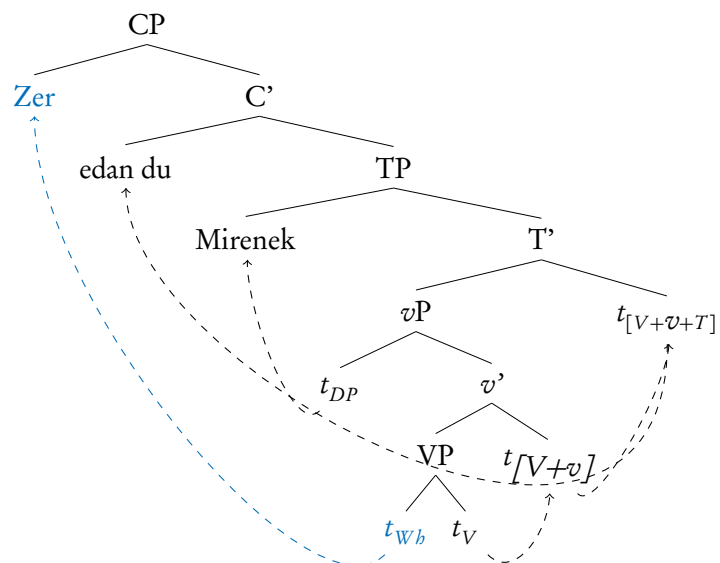 CP
Zer C’
edan du TP
Mirenek T’
vP t[V+v+T]
tDP v’
VP t[V+v]
tWh tV